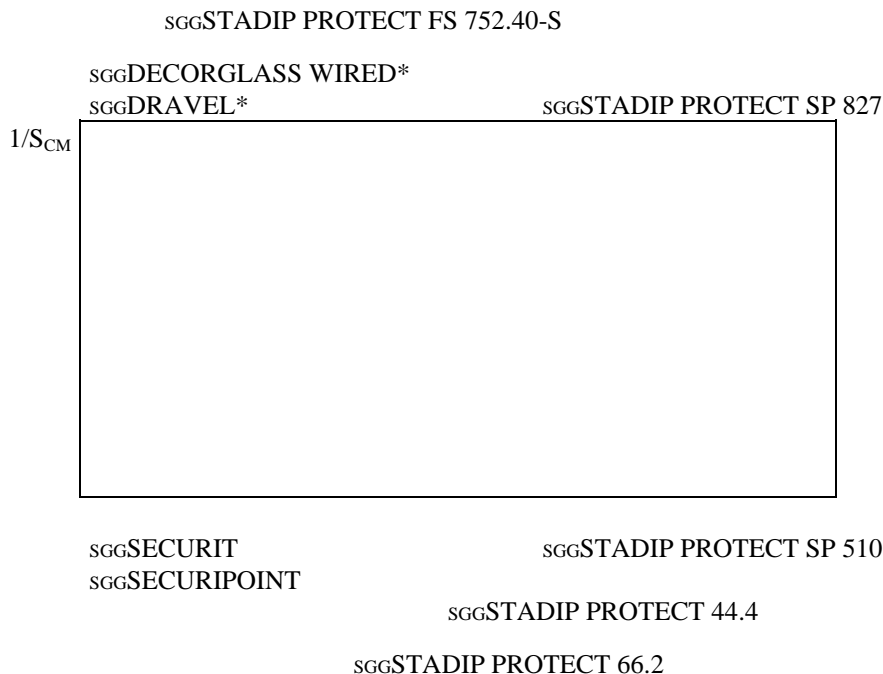 SGGSTADIP PROTECT FS 752.40-S
SGGDECORGLASS WIRED*
SGGDRAVEL* SGGSTADIP PROTECT SP 827
1/SCM
SGGSECURIT SGGSTADIP PROTECT SP 510
SGGSECURIPOINT
SGGSTADIP PROTECT 44.4
SGGSTADIP PROTECT 66.2